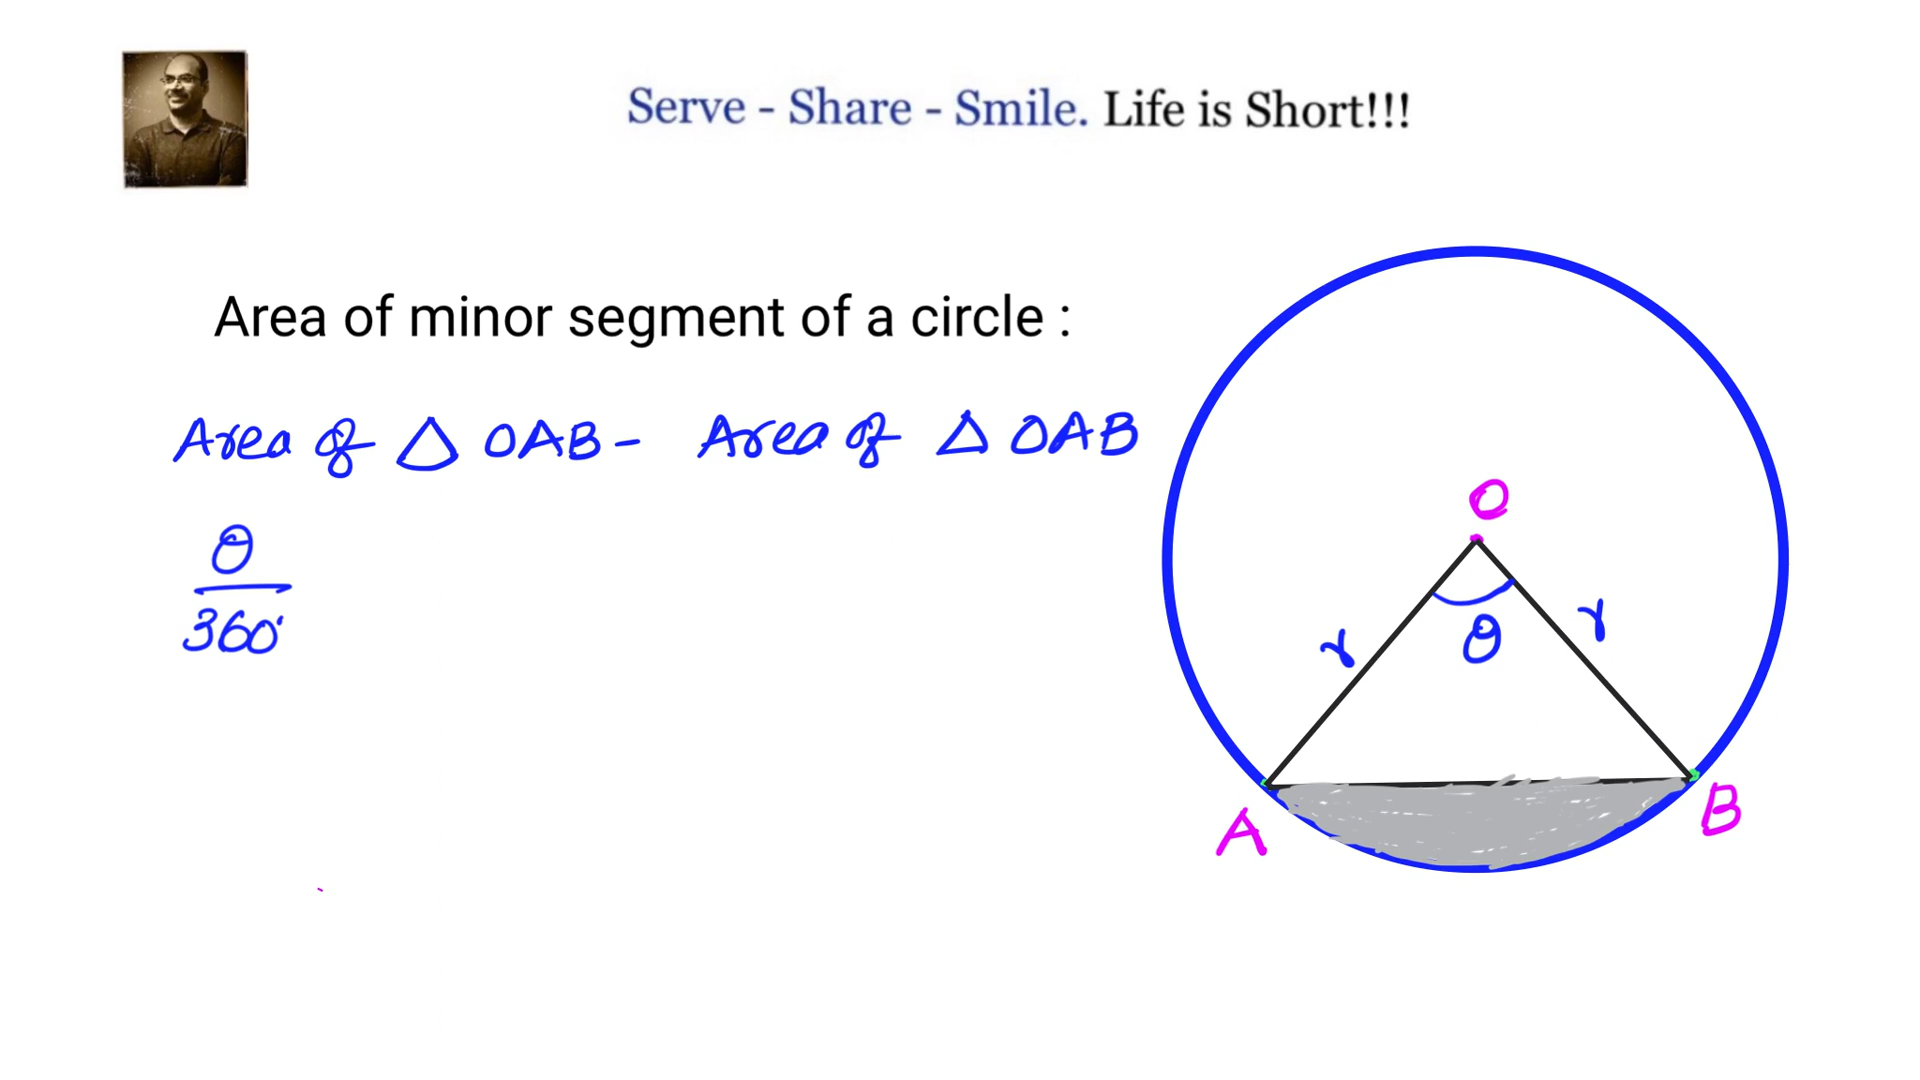 Serve - Share - Smile. Life is Short!!!
Area of minor segment of a circle :
Area of △ OAB - Area of △ OAB
θ
360°
O
r
θ
r
A
B